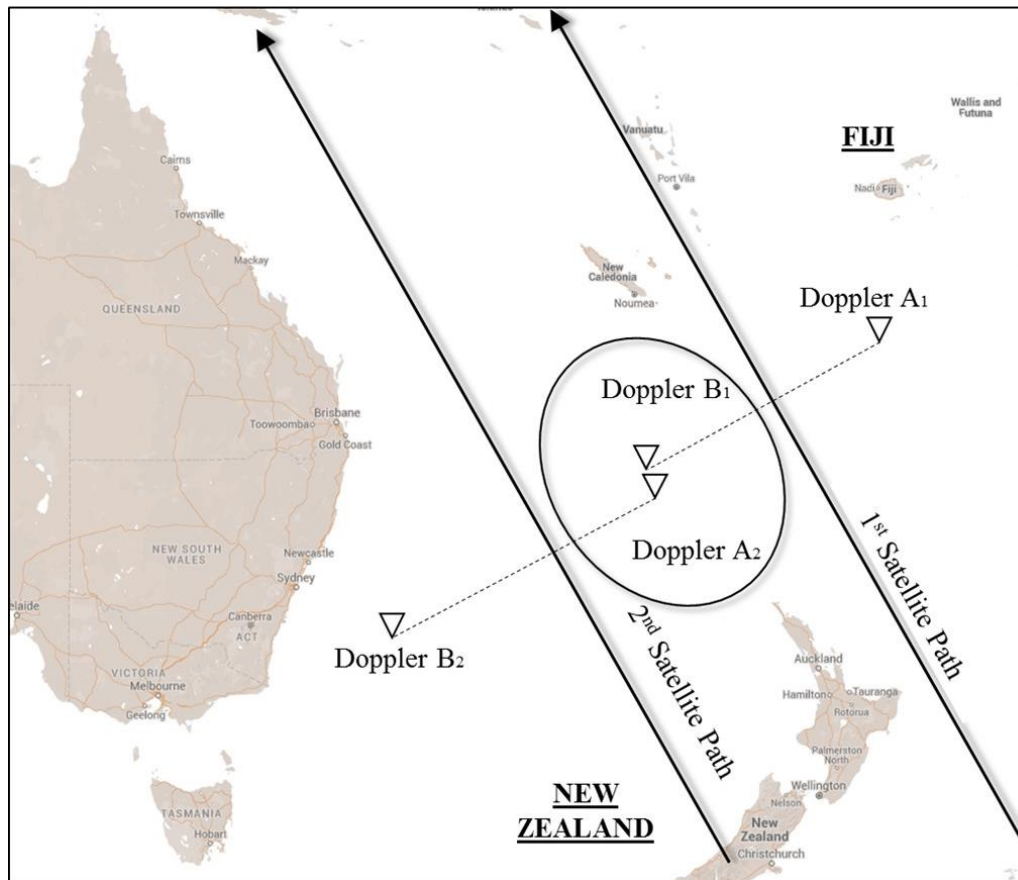 Wallis and
Futuna
Vanuatu
FIJI
Cairns
Port Vila
Nadi
Fiji
Townsville
Mackay
New
Caledonia
QUEENSLAND
Noumea
Doppler A1
Doppler B1
Brisbane
Toowoomba
Gold Coast
Doppler A2
NEW SOUTH
WALES
Newcastle
Sydney
elaide
Canberra
ACT
1st Satellite Path
2nd Satellite Path
Doppler B2
VICTORIA
Melbourne
Geelong
Auckland
Hamilton
Tauranga
Rotorua
Palmerston
North
Wellington
Nelson
NEW
ZEALAND
TASMANIA
Hobart
New
Zealand
Christchurch